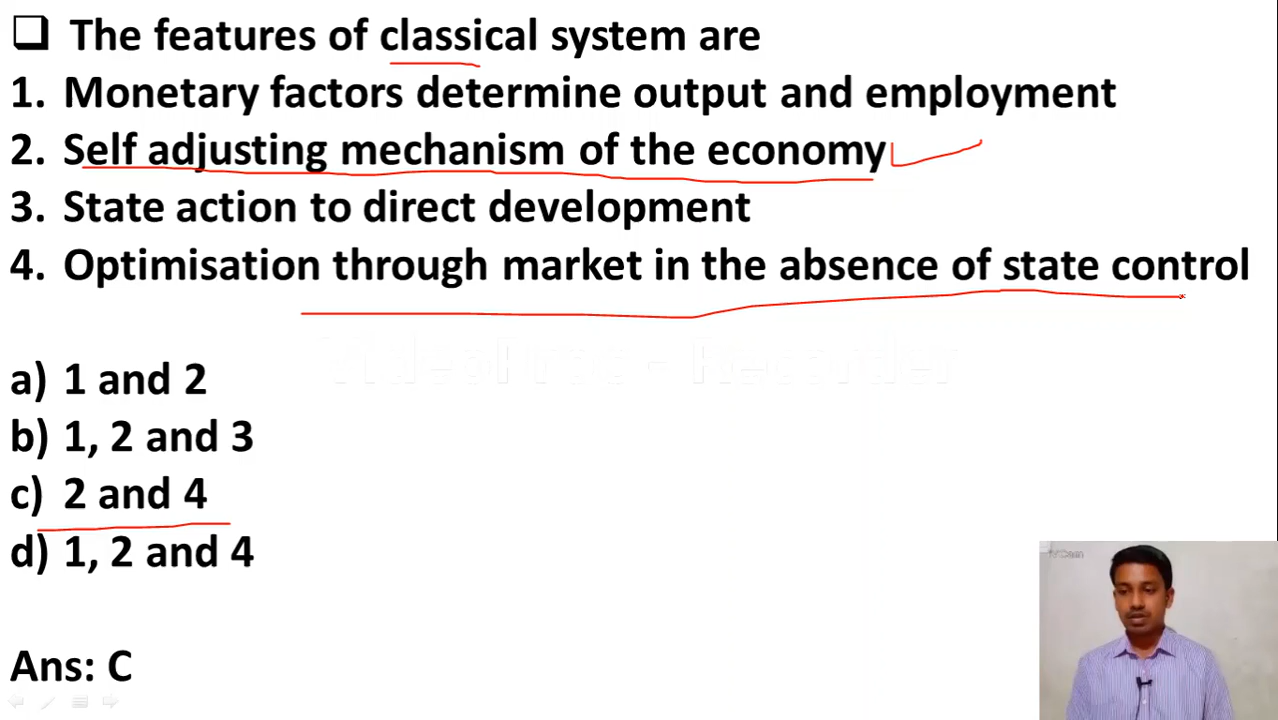 ❑ The features of classical system are
1. Monetary factors determine output and employment
2. Self adjusting mechanism of the economy
3. State action to direct development
4. Optimisation through market in the absence of state control
VideoProc - Recorder
a) 1 and 2
b) 1, 2 and 3
c) 2 and 4
d) 1, 2 and 4
Ans: C